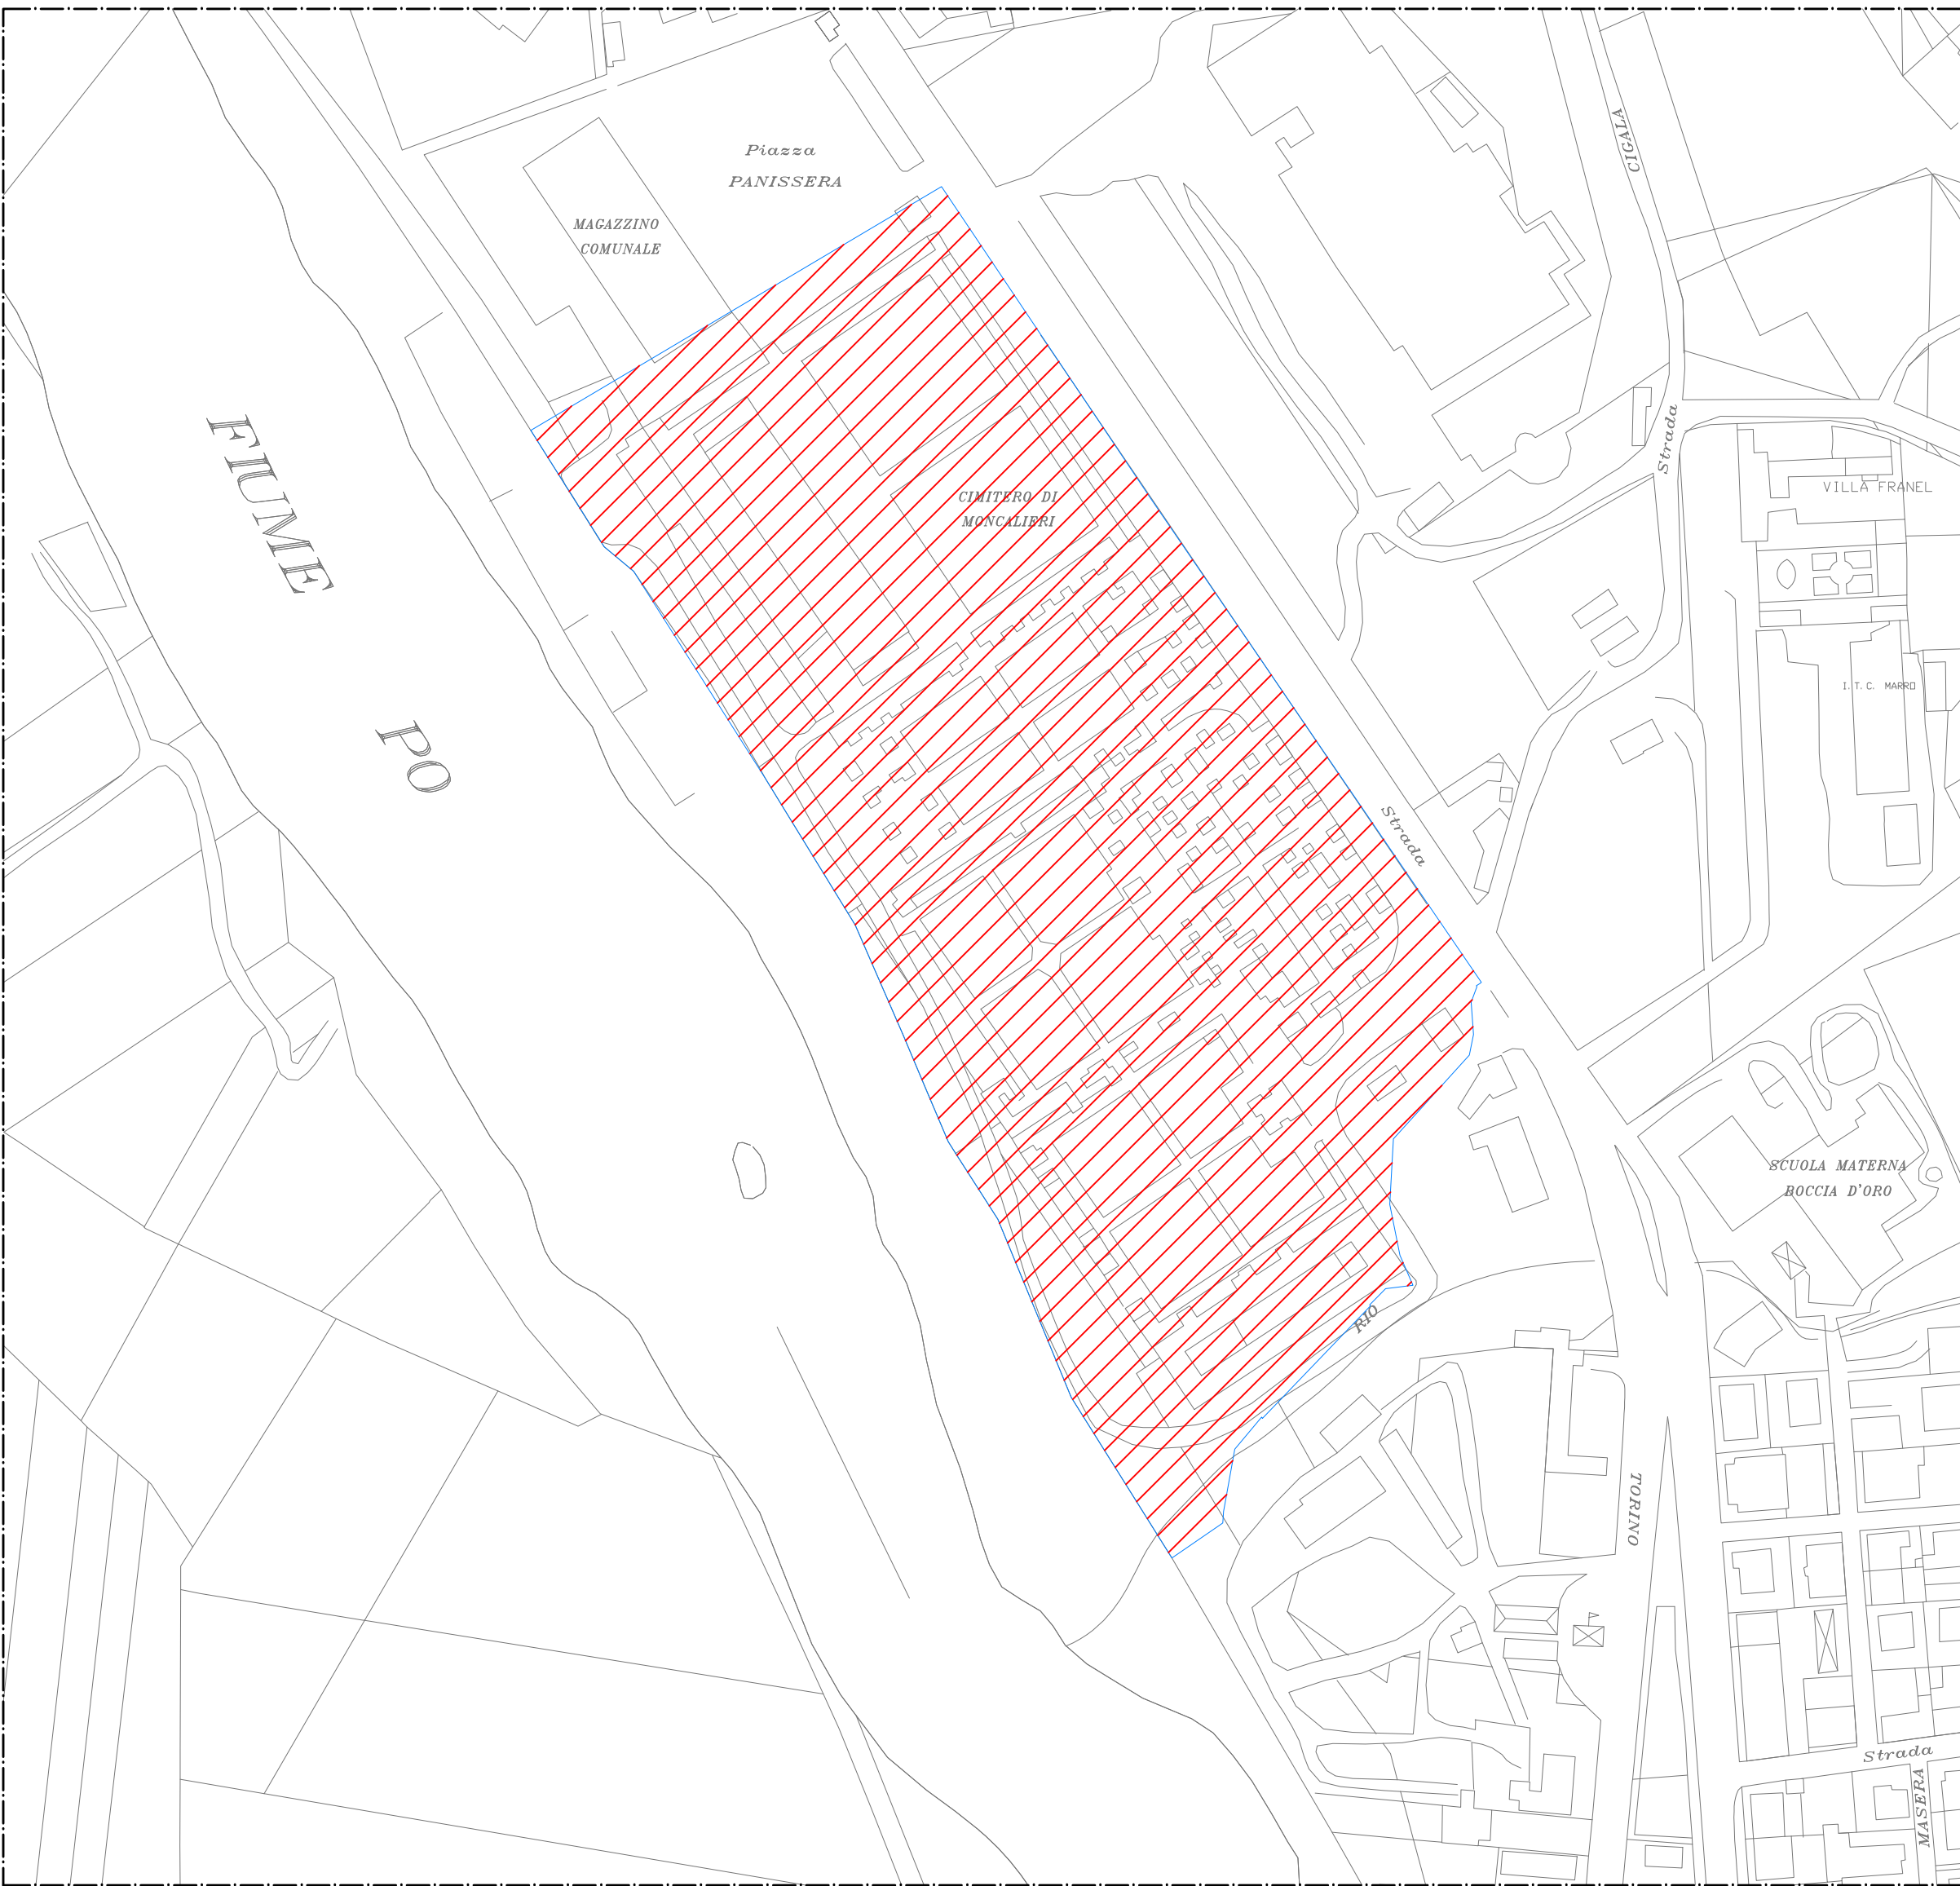 CIGALA
Piazza
PANISSERA
MAGAZZINO
COMUNALE
Strada
FIUME
VILLA FRANEL
CIMITERO DI
MONCALIERI
I.T.C. MARRO
PO
Strada
SCUOLA MATERNA
BOCCIA D'ORO
RIO
TORINO
Strada
MASERA